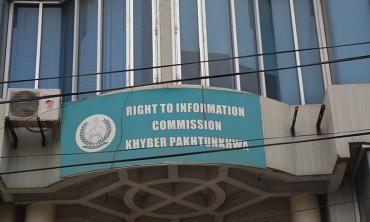 RIGHT TO INFORMATION
COMMISSION
KHYBER PAKHTUNKHWA